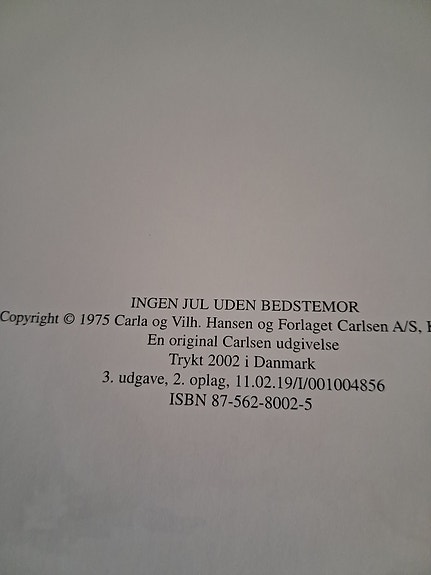 INGEN JUL UDEN BEDSTEMOR
Copyright © 1975 Carla og Vilh. Hansen og Forlaget Carlsen A/S,
En original Carlsen udgivelse
Trykt 2002 i Danmark
3. udgave, 2. oplag, 11.02.19/I/001004856
ISBN 87-562-8002-5